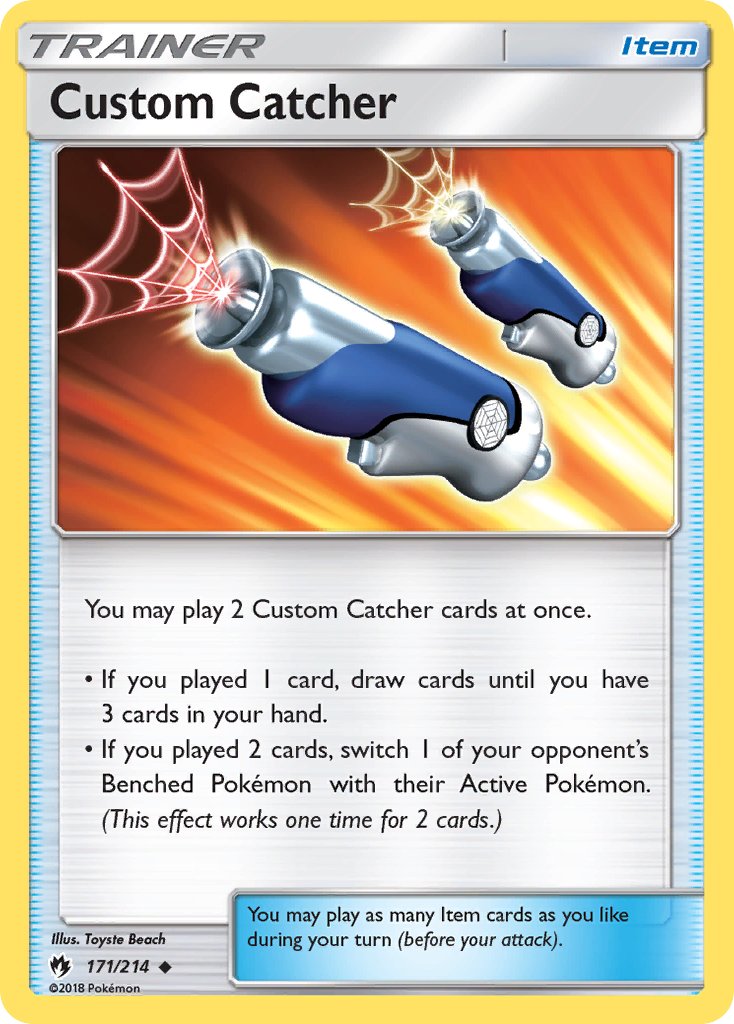 TRAINER Item
Custom Catcher
You may play 2 Custom Catcher cards at once.
• If you played 1 card, draw cards until you have
3 cards in your hand.
• If you played 2 cards, switch 1 of your opponent's
Benched Pokémon with their Active Pokémon.
(This effect works one time for 2 cards.)
You may play as many Item cards as you like
during your turn (before your attack).
Illus. Toyste Beach
171/214 ◆
©2018 Pokémon